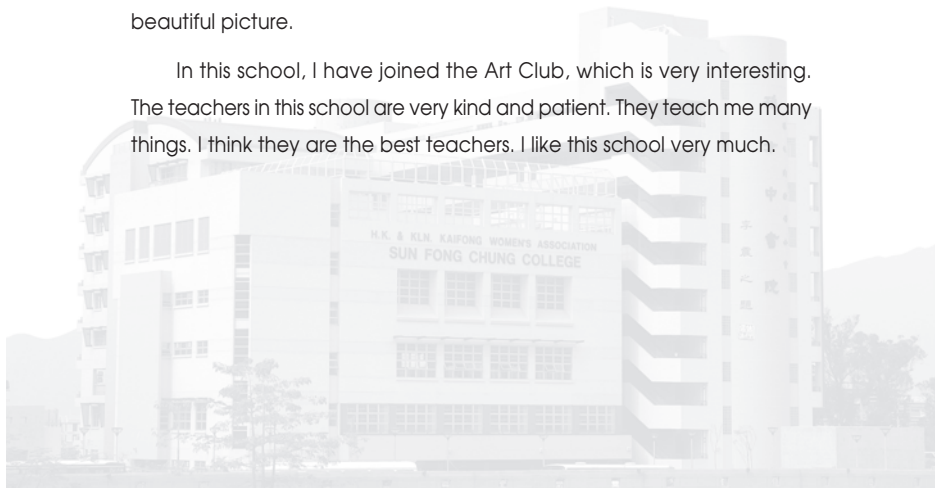 beautiful picture.
In this school, I have joined the Art Club, which is very interesting.
The teachers in this school are very kind and patient. They teach me many
things. I think they are the best teachers. I like this school very much.
H.K. & KLN. KAIFONG WOMEN'S ASSOCIATION
SUN FONG CHUNG COLLEGE